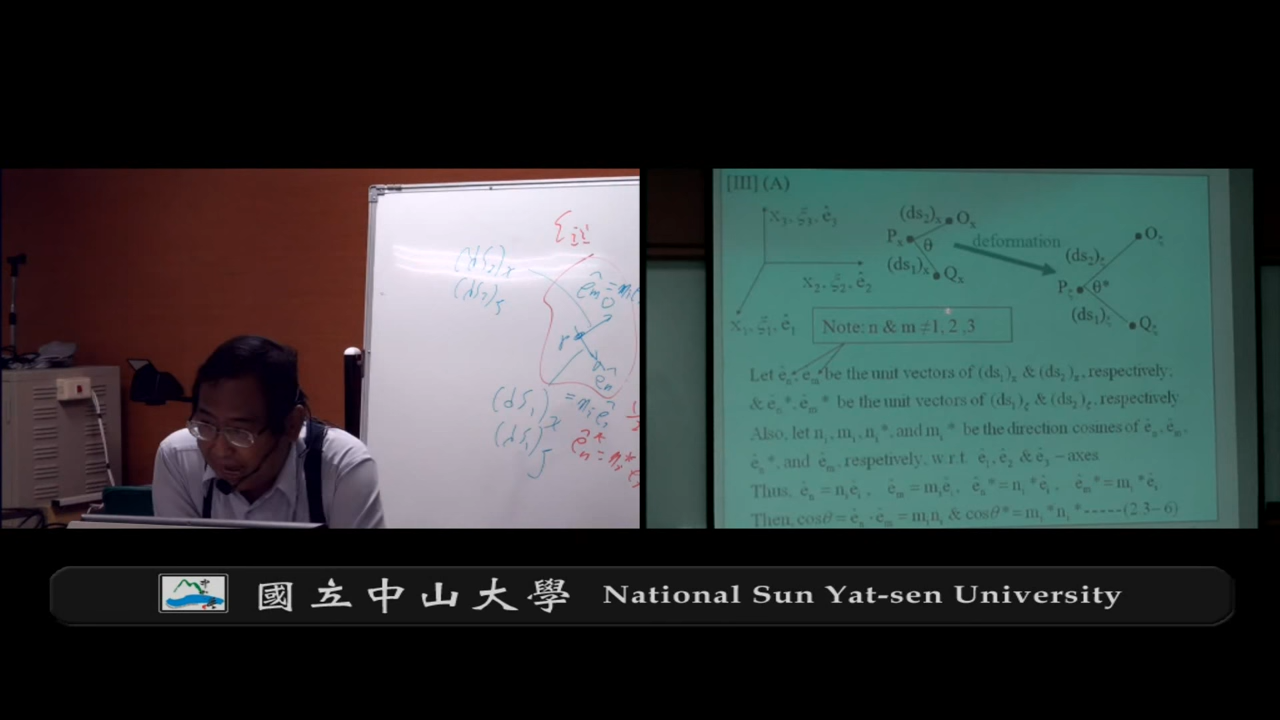 (ds₂)ₓ
(ds₂)ξ
(ds₁)ₓ
(ds₁)ξ
[III] (A)
x₃, ξ₃, ê₃
x₂, ξ₂, ê₂
x₁, ξ₁, ê₁
(ds₂)ₓ Oₓ
Pₓ θ
(ds₁)ₓ Qₓ
deformation
Oξ
(ds₂)ξ
Pξ θ*
(ds₁)ξ Qξ
Note: n & m ≠1, 2 ,3
Let êₙ, êₘ be the unit vectors of (ds₁)ₓ & (ds₂)ₓ, respectively;
& êₙ*, êₘ* be the unit vectors of (ds₁)ξ & (ds₂)ξ, respectively
Also, let nᵢ, mᵢ, nᵢ*, and mᵢ* be the direction cosines of êₙ, êₘ,
êₙ*, and êₘ, respetively, w.r.t. ê₁, ê₂ & ê₃ −axes
Thus, êₙ = nᵢêᵢ, êₘ = mᵢêᵢ, êₙ* = nᵢ*êᵢ, êₘ* = mᵢ*êᵢ
Then, cosθ = êₙ · êₘ = mᵢnᵢ & cosθ* = mᵢ*nᵢ* -----(2.3−6)
國立中山大學 National Sun Yat-sen University